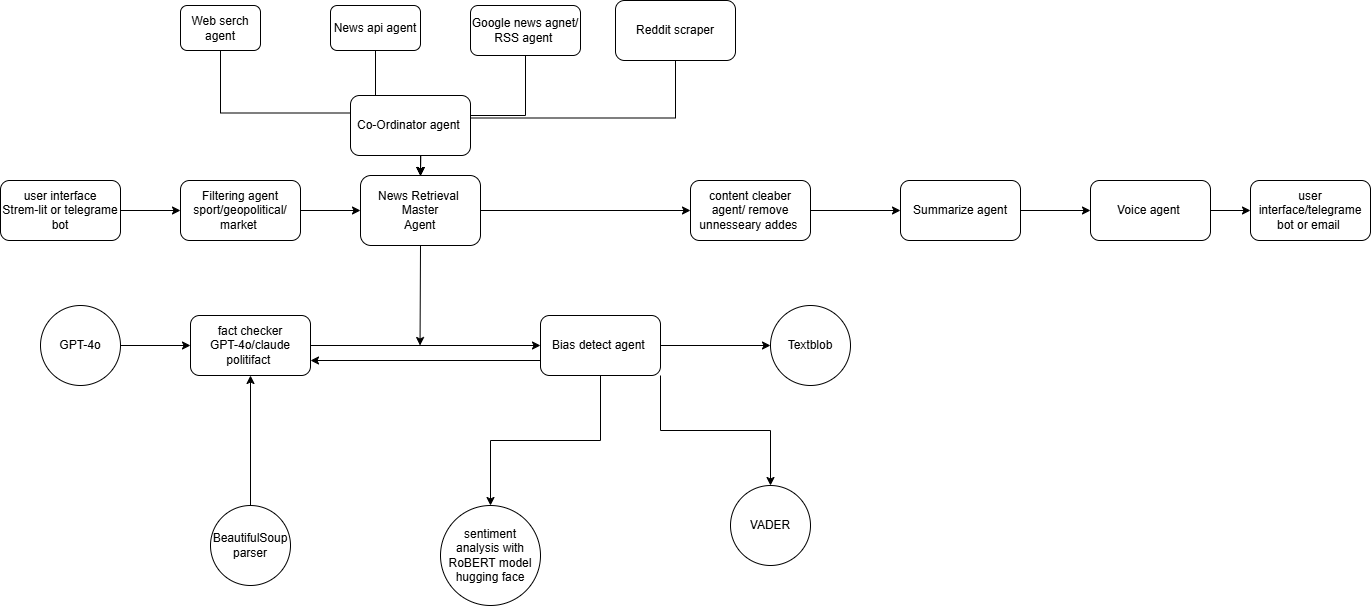 Web serch
agent
News api agent
Google news agnet/
RSS agent
Reddit scraper
Co-Ordinator agent
user interface
Strem-lit or telegrame
bot
Filtering agent
sport/geopolitical/
market
News Retrieval
Master
Agent
content cleaber
agent/ remove
unnesseary addes
Summarize agent
Voice agent
user
interface/telegrame
bot or email
GPT-4o
fact checker
GPT-4o/claude
politifact
Bias detect agent
Textblob
BeautifulSoup
parser
sentiment
analysis with
RoBERT model
hugging face
VADER